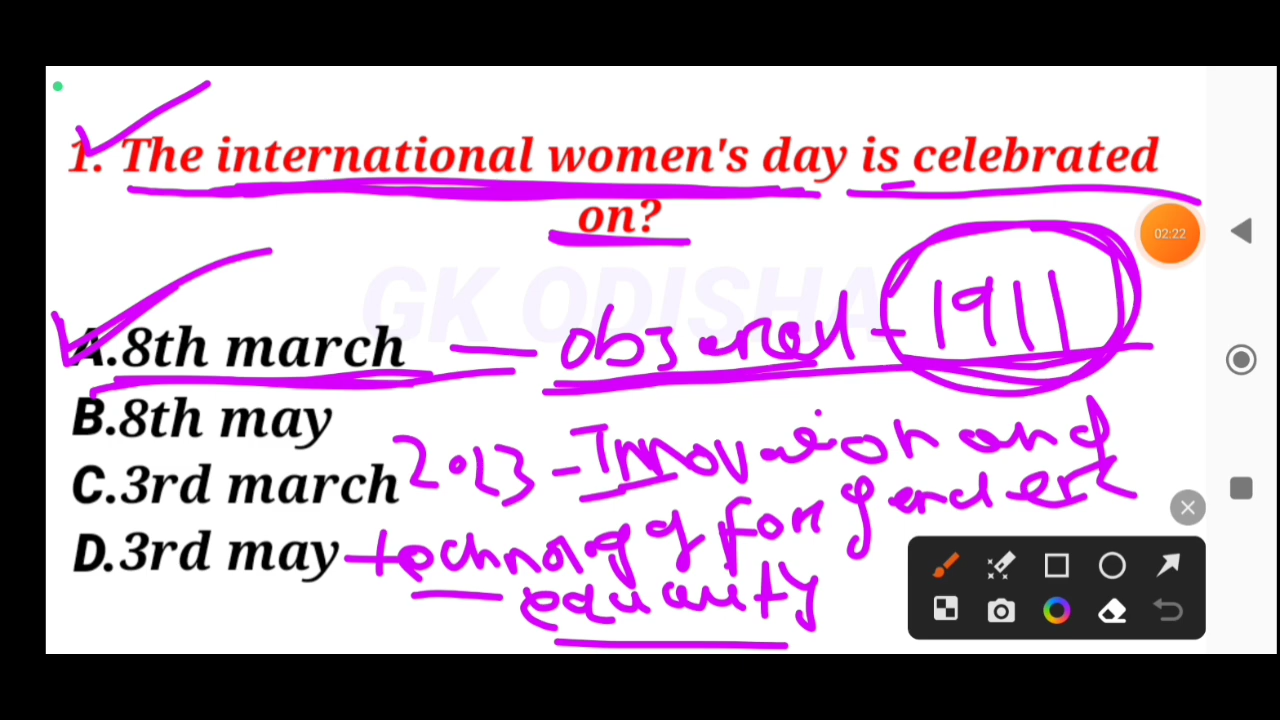 1. The international women's day is celebrated
on?
GK ODISHA
02:22
A.8th march — observed - 1911
B.8th may
2023 - Innovation and
C.3rd march
technology for gender
D.3rd may
equality